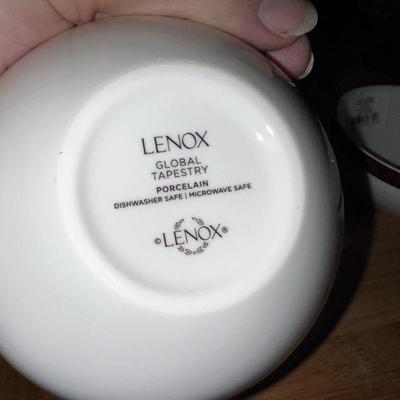 LENOX
GLOBAL
TAPESTRY
PORCELAIN
DISHWASHER SAFE | MICROWAVE SAFE
© LENOX ®